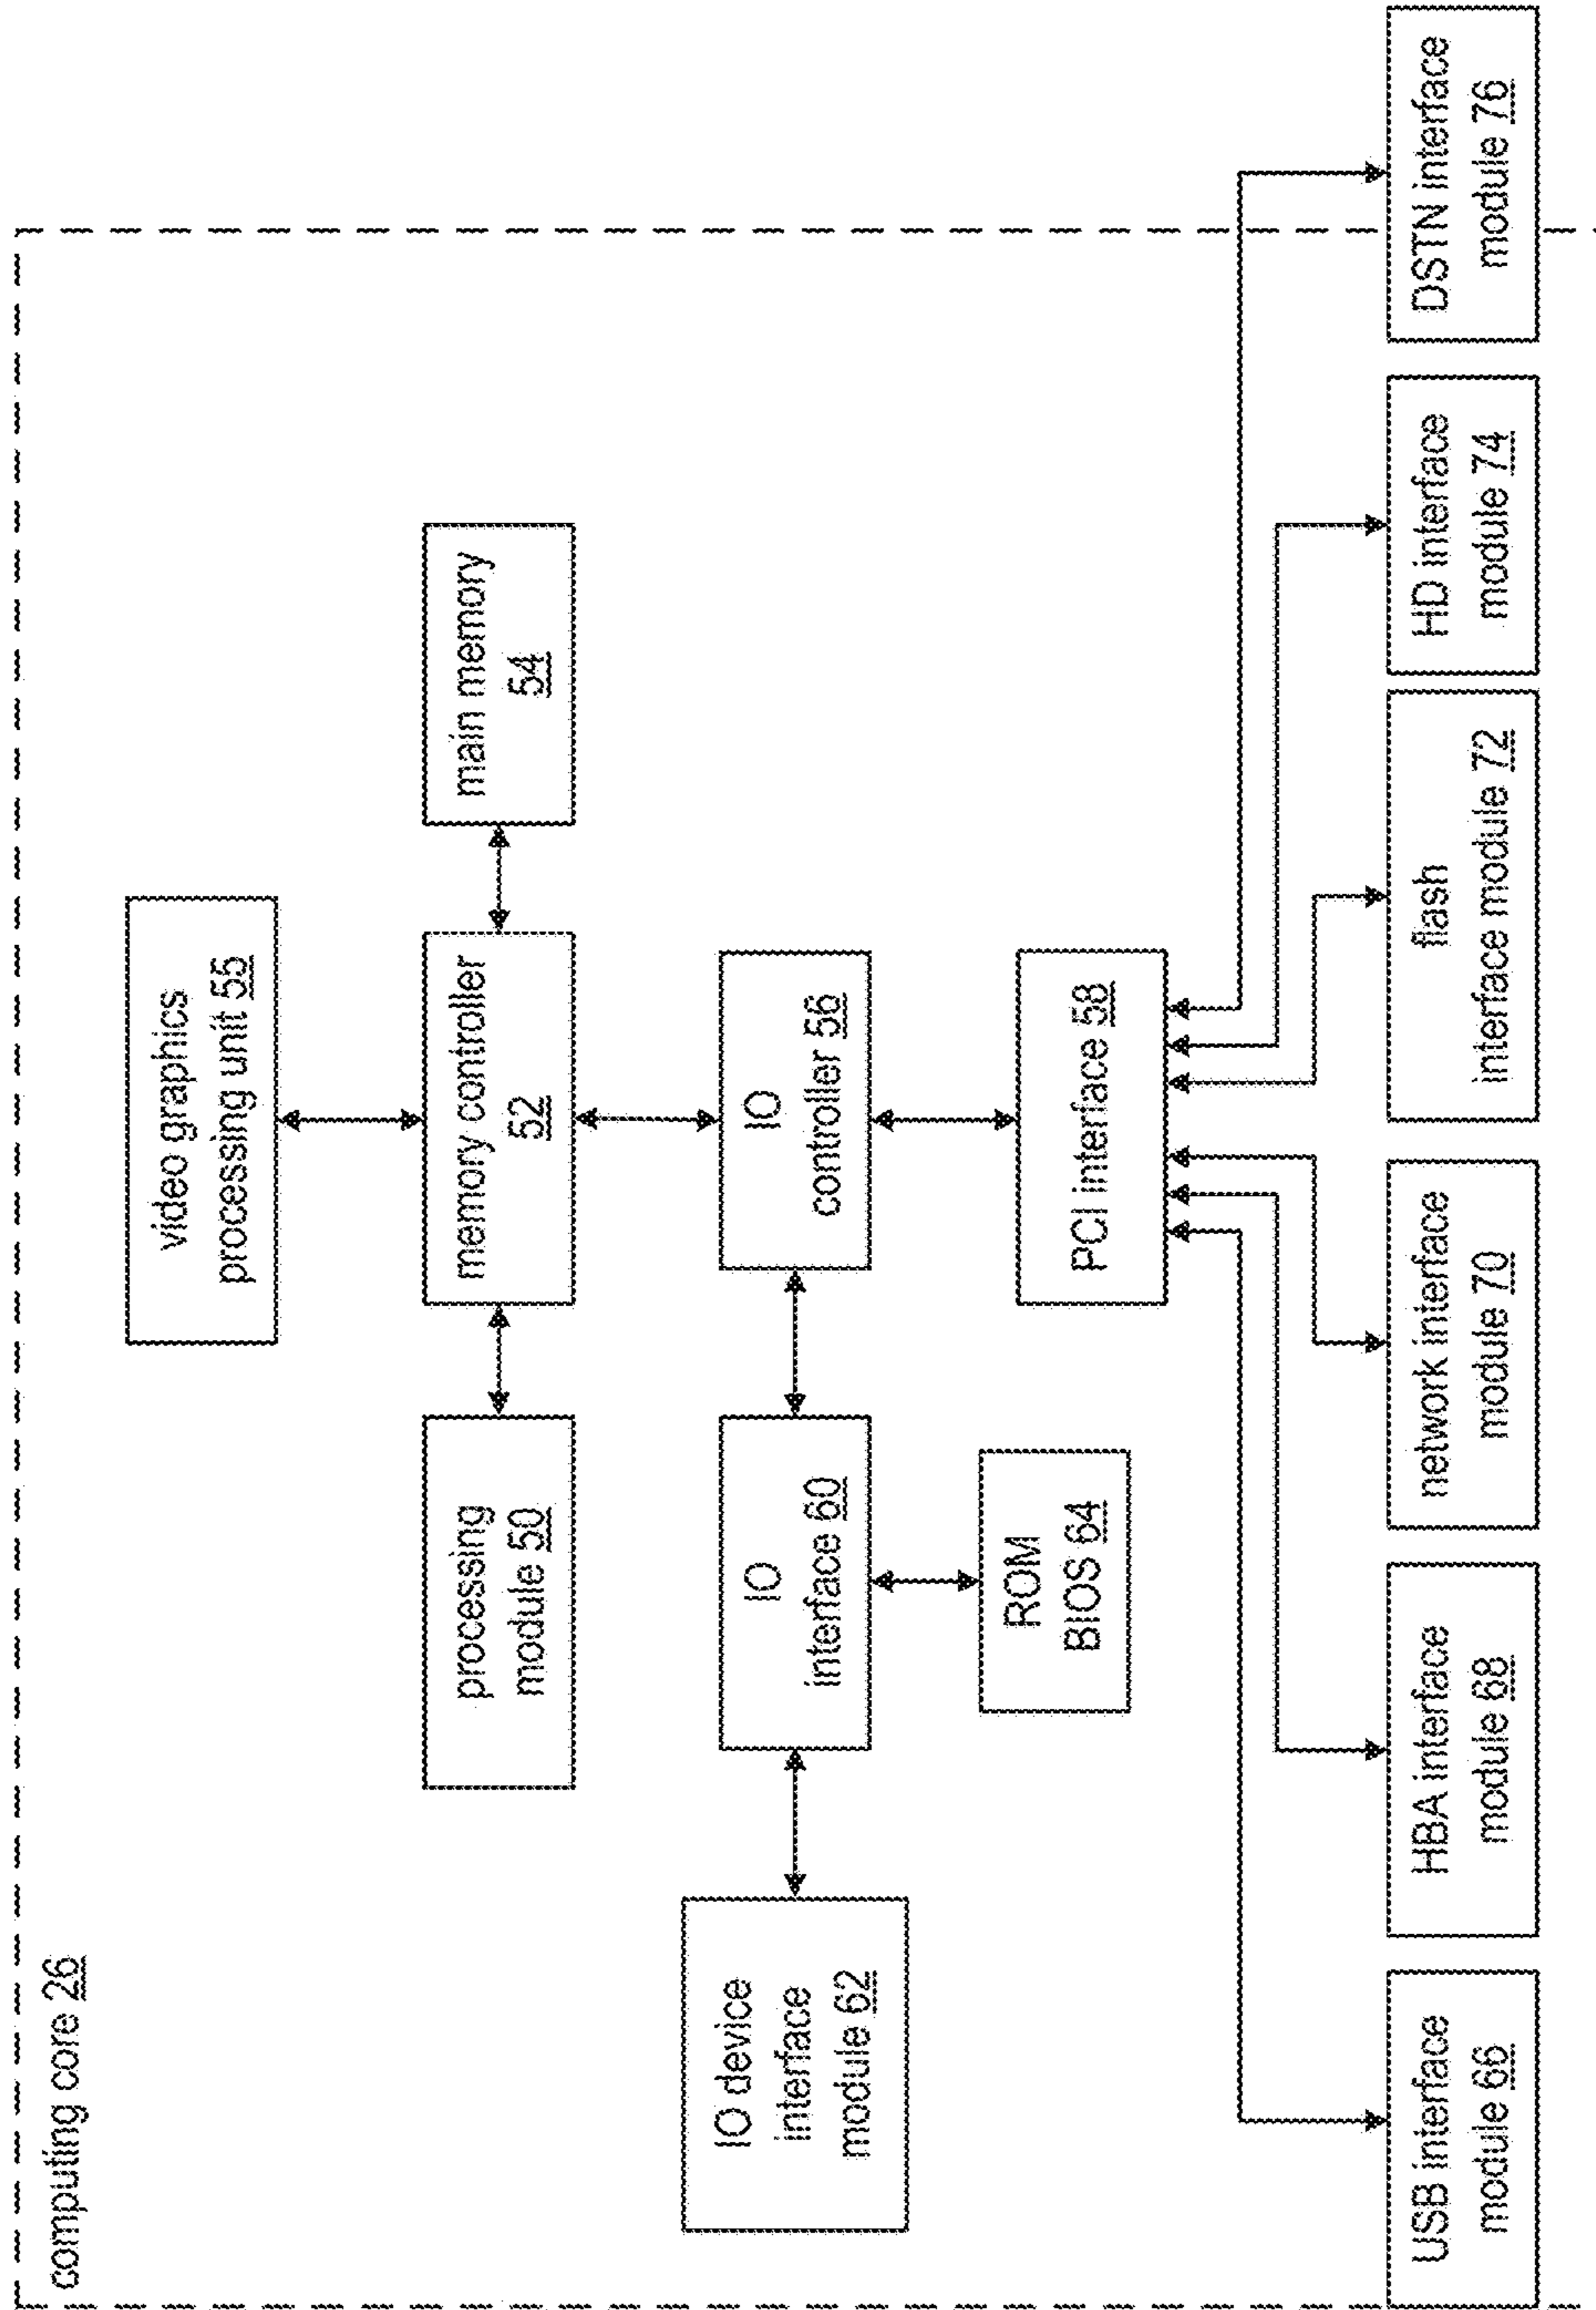 computing core 26
video graphics
processing unit 55
processing
module 50
memory controller
52
main memory
54
IO device
interface
module 62
IO
interface 60
IO
controller 56
ROM
BIOS 64
PCI interface 58
USB interface
module 66
HBA interface
module 68
network interface
module 70
flash
interface module 72
HD interface
module 74
DSTN interface
module 76